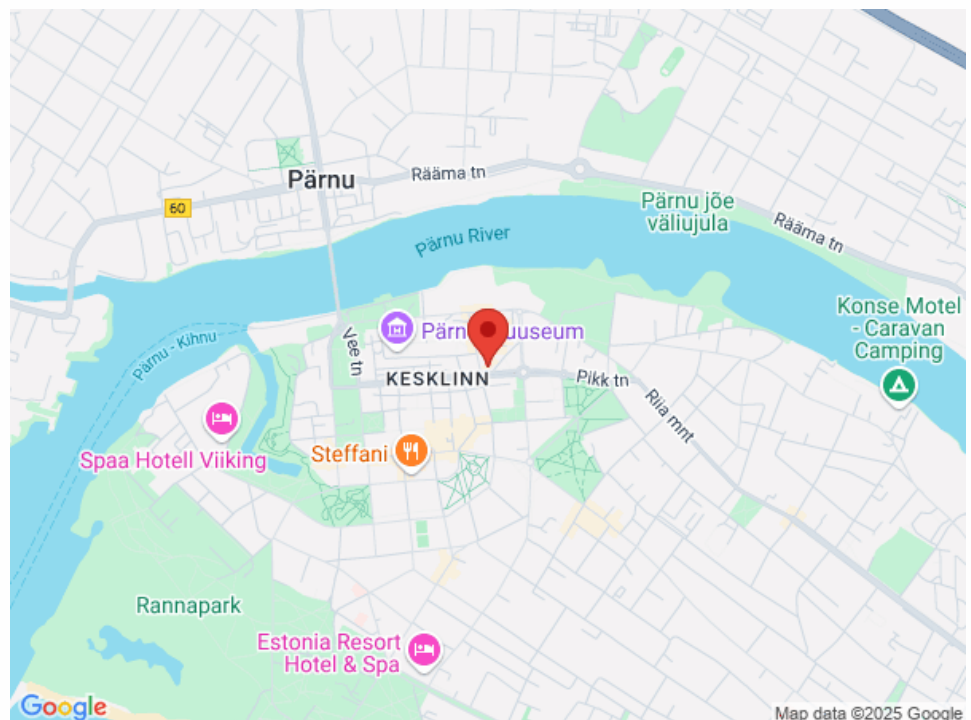 Pärnu
Rääma tn
60
Pärnu River
Pärnu jõe
väliujula
Rääma tn
Konse Motel
- Caravan
Camping
Pärnu - Kihnu
Vee tn
KESKLINN
Pikk tn
Riia mnt
Spaa Hotell Viiking
Steffani
Rannapark
Estonia Resort
Hotel & Spa
Google
Map data ©2025 Google